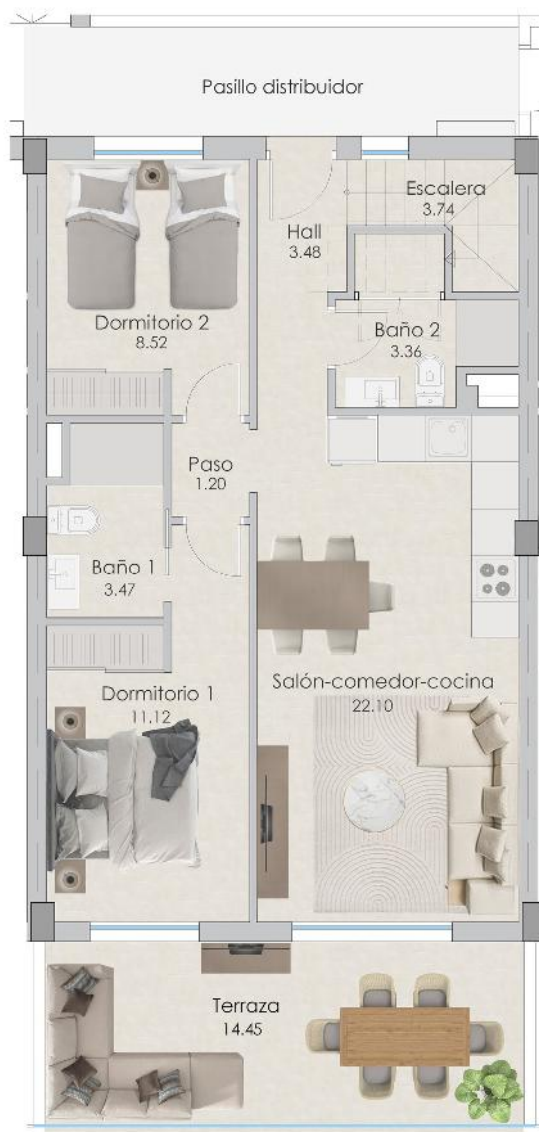 Pasillo distribuidor
Escalera
3.74
Hall
3.48
Dormitorio 2
8.52
Baño 2
3.36
Paso
1.20
Baño 1
3.47
Salón-comedor-cocina
22.10
Dormitorio 1
11.12
Terraza
14.45